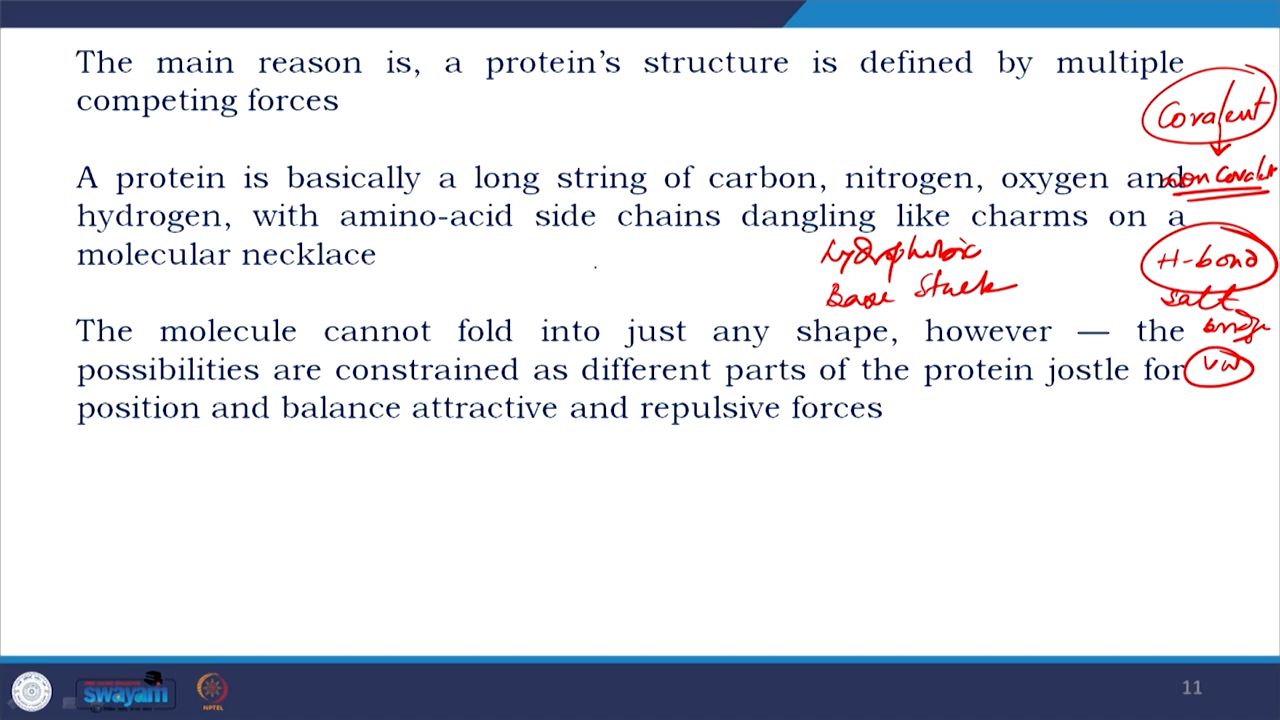 The main reason is, a protein’s structure is defined by multiple
competing forces
Covalent
A protein is basically a long string of carbon, nitrogen, oxygen and
non Covalent
hydrogen, with amino-acid side chains dangling like charms on a
molecular necklace
hydrophobic
H-bond
Base Stack
salt
The molecule cannot fold into just any shape, however — the
bridge
possibilities are constrained as different parts of the protein jostle for
VW
position and balance attractive and repulsive forces
swayam
NPTEL
11